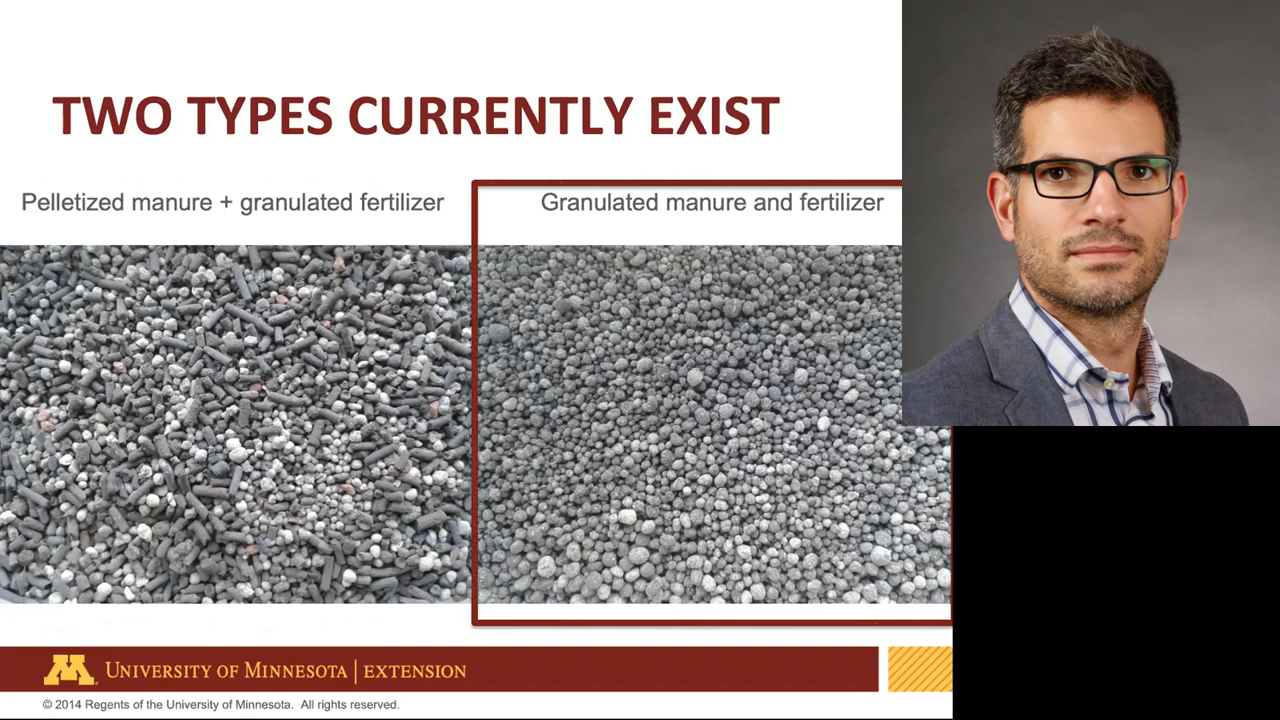 TWO TYPES CURRENTLY EXIST
Pelletized manure + granulated fertilizer
Granulated manure and fertilizer
M
UNIVERSITY OF MINNESOTA | EXTENSION
© 2014 Regents of the University of Minnesota. All rights reserved.